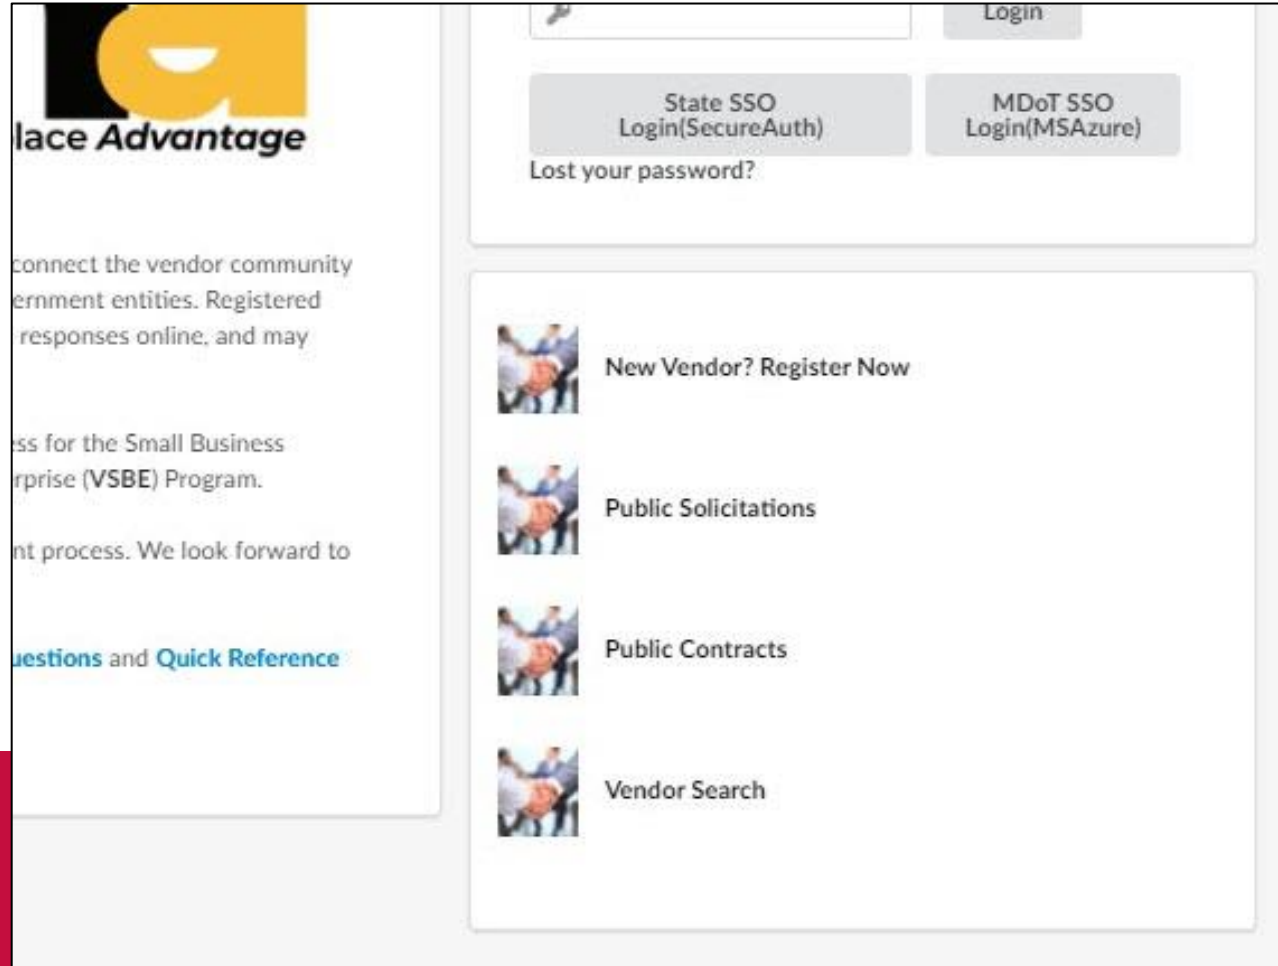 lace Advantage
connect the vendor community
ernment entities. Registered
responses online, and may
ess for the Small Business
rprise (VSBE) Program.
nt process. We look forward to
uestions and Quick Reference
Login
State SSO
Login(SecureAuth)
MDoT SSO
Login(MSAzure)
Lost your password?
New Vendor? Register Now
Public Solicitations
Public Contracts
Vendor Search